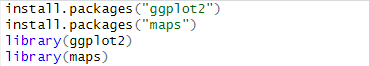 install.packages("ggplot2")
install.packages("maps")
library(ggplot2)
library(maps)